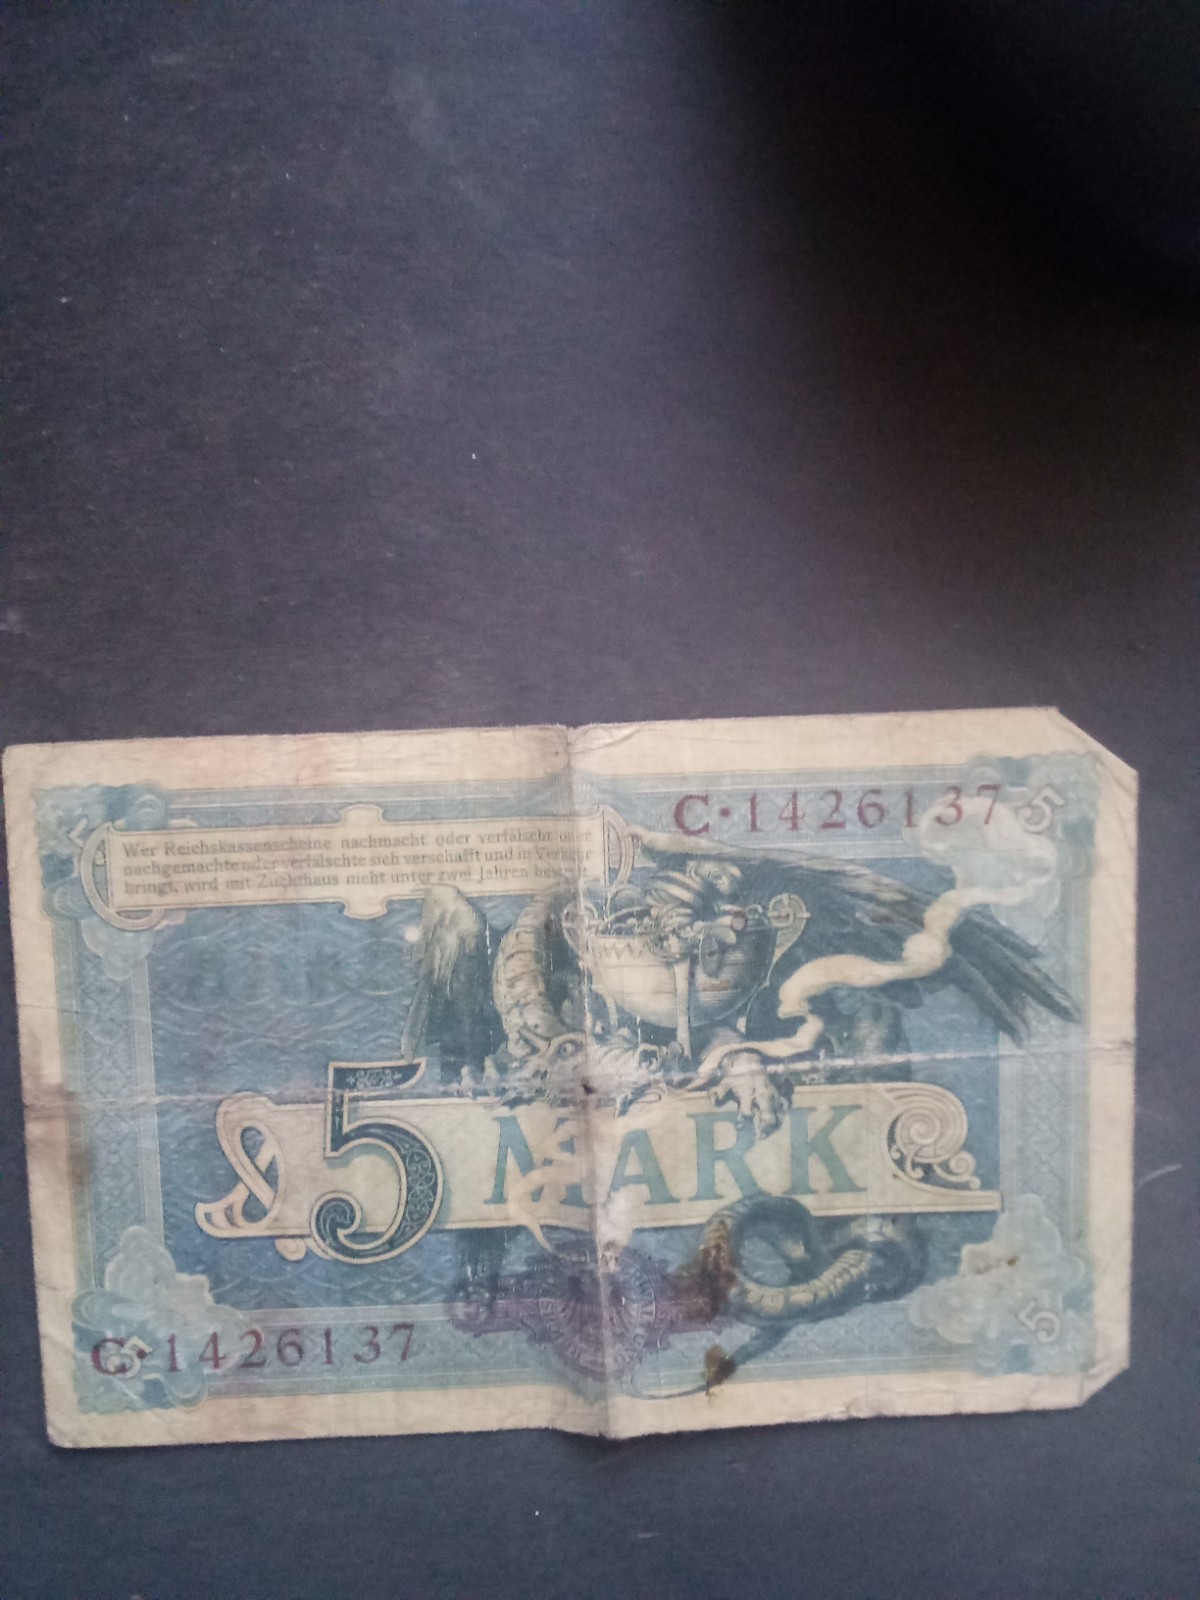 C·1426137
5
Wer Reichskassenscheine nachmacht oder verfälscht oder
nachgemachte oder verfälschte sich verschafft und in Verkehr
bringt, wird mit Zuchthaus nicht unter zwei Jahren bestraft.
5 MARK
5
C·1426137
5